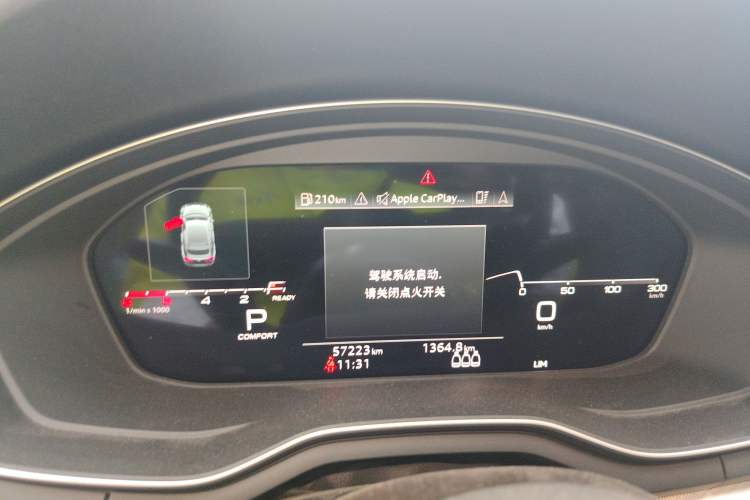 210km Apple CarPlay...
驾驶系统启动.
请关闭点火开关
4 2 READY
1/min x 1000
P
COMFORT
0 50 100 300
km/h
0
km/h
57223km 1364.8km
11:31
LIM